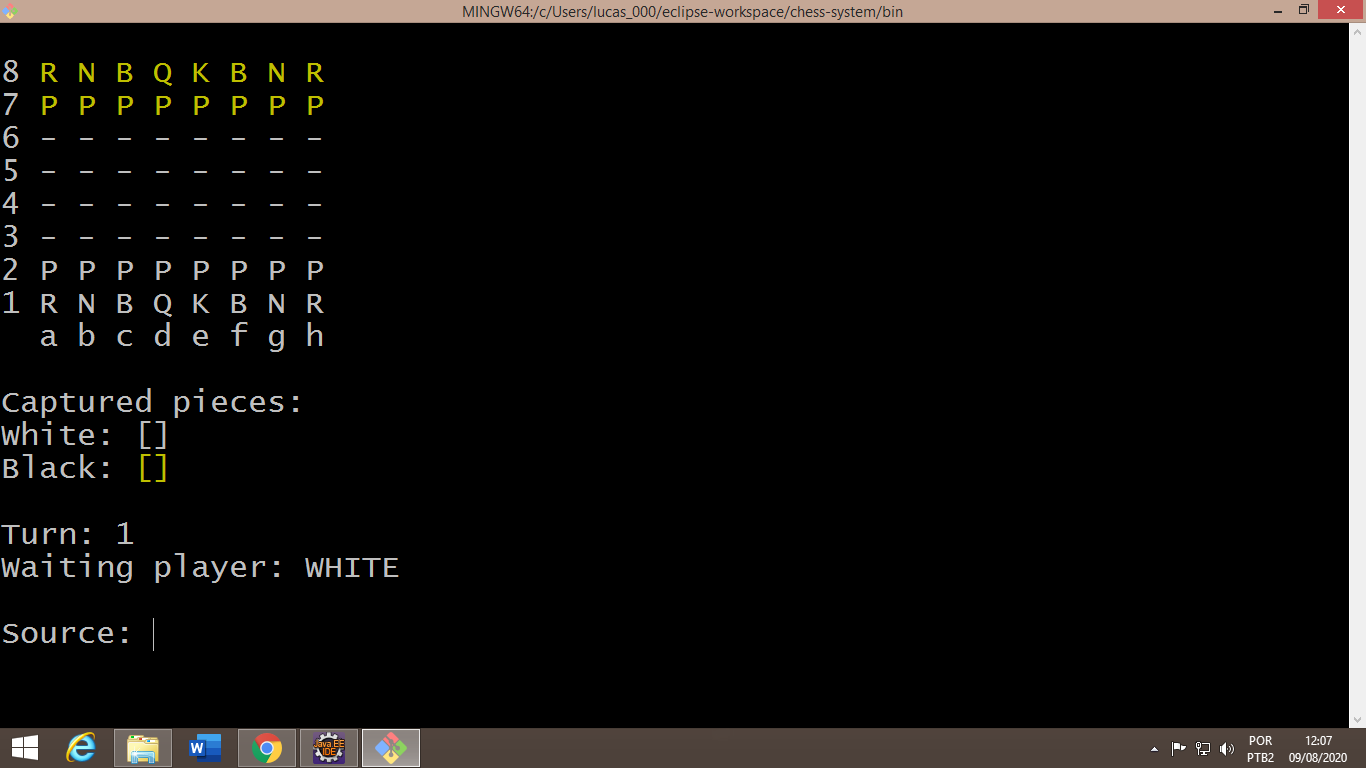 MINGW64:/c/Users/lucas_000/eclipse-workspace/chess-system/bin
8 R N B Q K B N R
7 P P P P P P P P
6 - - - - - - - -
5 - - - - - - - -
4 - - - - - - - -
3 - - - - - - - -
2 P P P P P P P P
1 R N B Q K B N R
a b c d e f g h
Captured pieces:
White: []
Black: []
Turn: 1
Waiting player: WHITE
Source:
Java EE
IDE
POR
PTB2
12:07
09/08/2020